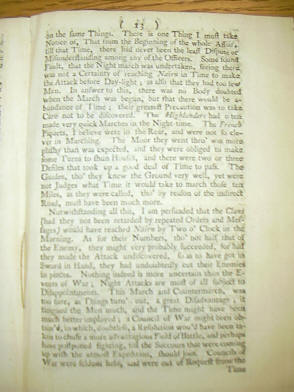 ( 13 )
on the same Things. There is one Thing I must take
Notice of, That from the Beginning of the whole Affair,
till that Time, there had never been the least Dispute or
Misunderstanding among any of the Officers. Some found
Fault, that the Night march was undertaken, seeing there
was not a Certainty of reaching Nairn in Time to make
the Attack before Day-light; as also that they had too few
Men. In answer to this, there was no Body doubted
when the March was begun, but that there would be a-
bundance of Time; their greatest Precaution was to take
Care not to be discovered. The Highlanders had often
made very quick Marches in the Night time. The French
Piquets, I believe were in the Rear, and were not so cle-
ver in Marching. The Moor they went thro' was more
plashy than was expected, and they were obliged to make
some Turns to shun Houses, and there were two or three
Defiles that took up a good deal of Time to pass. The
Guides, tho' they knew the Ground very well, yet were
not Judges what Time it would take to march those ten
Miles, as they were called, tho' by reason of the indirect
Road, must have been much more.
Notwithstanding all this, I am persuaded that the Clans
(had they not been retarded by repeated Orders and Mes-
sages) would have reached Nairn by Two o' Clock in the
Morning. As for their Numbers, tho' not half that of
the Enemy, they might very probably succeeded, for had
they made the Attack undiscovered, so as to have got in
Sword in Hand, they had undoubtedly cut their Enemies
to pieces. Nothing indeed is more uncertain than the E-
vents of War; Night Attacks are most of all subject to
Disappointments. This March and Countermarch, was
too sure, as Things turn'd out, a great Disadvantage; it
fatigued the Men much, and the Time might have been
much better employed; a Council of War might been ob-
tain'd, in which, doubtless, a Resolution wou'd have been ta-
ken to chuse a more advantagious Field of Battle, and perhaps
have postponed fighting, till the Succours that were coming
up with the utmost Expedition, should join. Councils of
War were seldom held, and were out of Request from the
Time